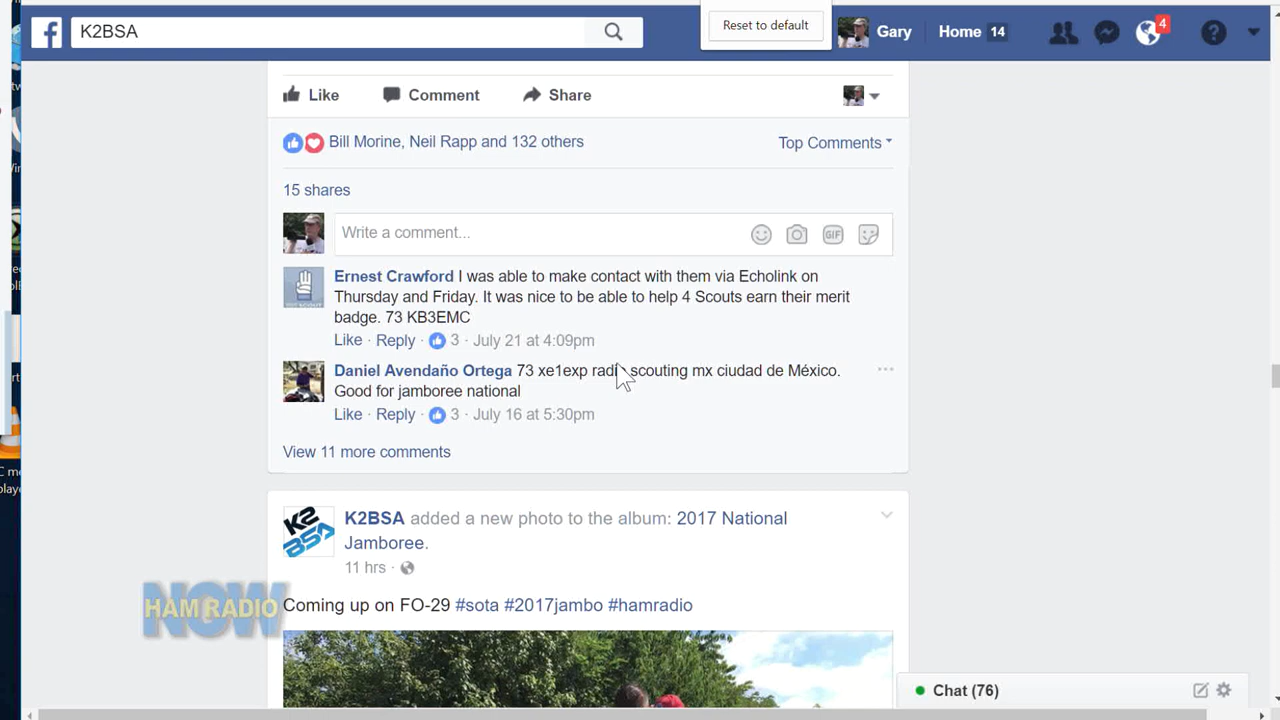 K2BSA
Reset to default
Gary
Home 14
4
Like Comment Share
Bill Morine, Neil Rapp and 132 others
Top Comments
15 shares
Write a comment...
GIF
Ernest Crawford I was able to make contact with them via Echolink on
Thursday and Friday. It was nice to be able to help 4 Scouts earn their merit
badge. 73 KB3EMC
Like · Reply · 3 · July 21 at 4:09pm
Daniel Avendaño Ortega 73 xe1exp radio scouting mx ciudad de México.
Good for jamboree national
Like · Reply · 3 · July 16 at 5:30pm
View 11 more comments
K2BSA
K2BSA added a new photo to the album: 2017 National
Jamboree.
11 hrs ·
Coming up on FO-29 #sota #2017jambo #hamradio
HAM RADIO
NOW
Chat (76)